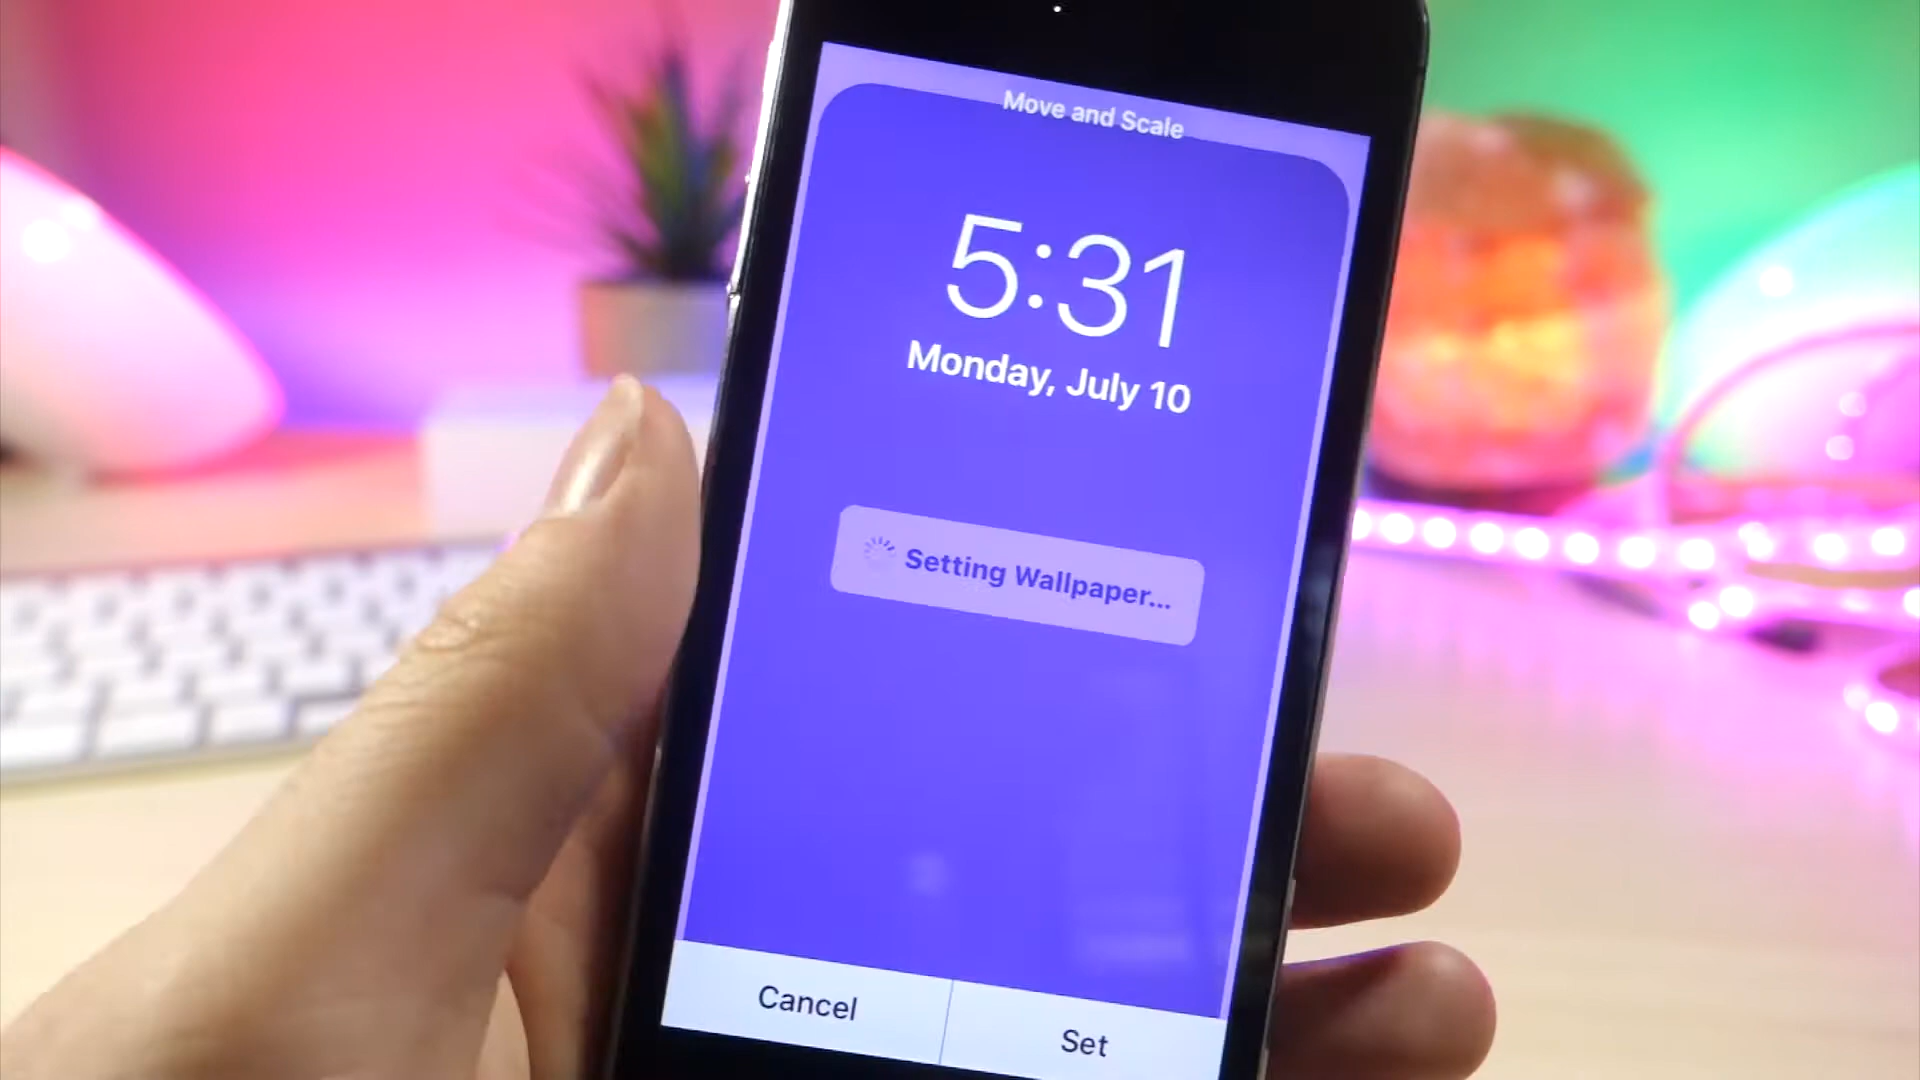 Move and Scale
5:31
Monday, July 10
Setting Wallpaper...
Cancel
Set